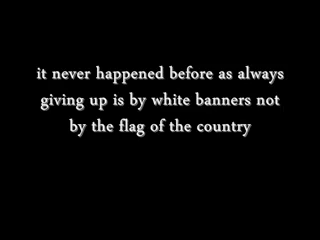 it never happened before as always
giving up is by white banners not
by the flag of the country